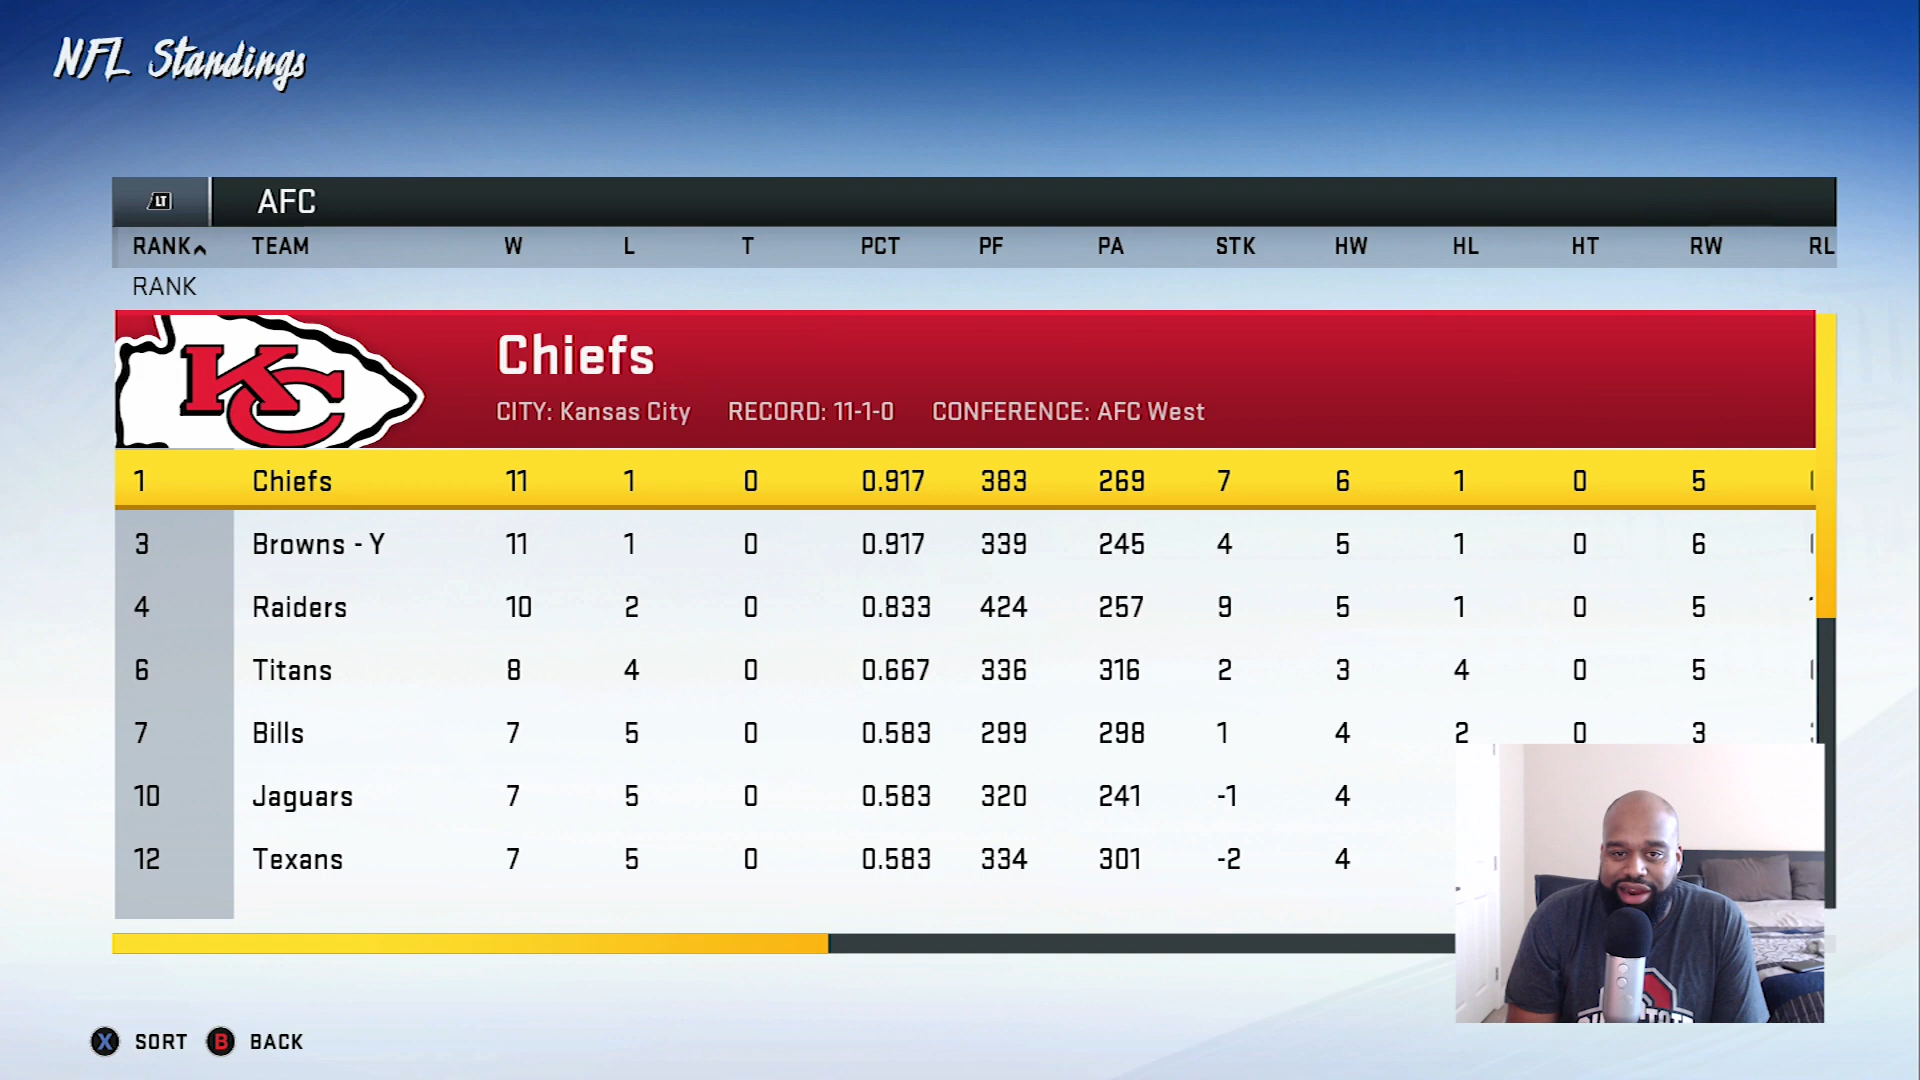 NFL Standings
LT AFC
RANK TEAM W L T PCT PF PA STK HW HL HT RW RL
RANK
KC
Chiefs
CITY: Kansas City RECORD: 11-1-0 CONFERENCE: AFC West
1 Chiefs 11 1 0 0.917 383 269 7 6 1 0 5
3 Browns - Y 11 1 0 0.917 339 245 4 5 1 0 6
4 Raiders 10 2 0 0.833 424 257 9 5 1 0 5
6 Titans 8 4 0 0.667 336 316 2 3 4 0 5
7 Bills 7 5 0 0.583 299 298 1 4 2 0 3
10 Jaguars 7 5 0 0.583 320 241 -1 4
12 Texans 7 5 0 0.583 334 301 -2 4
X SORT B BACK